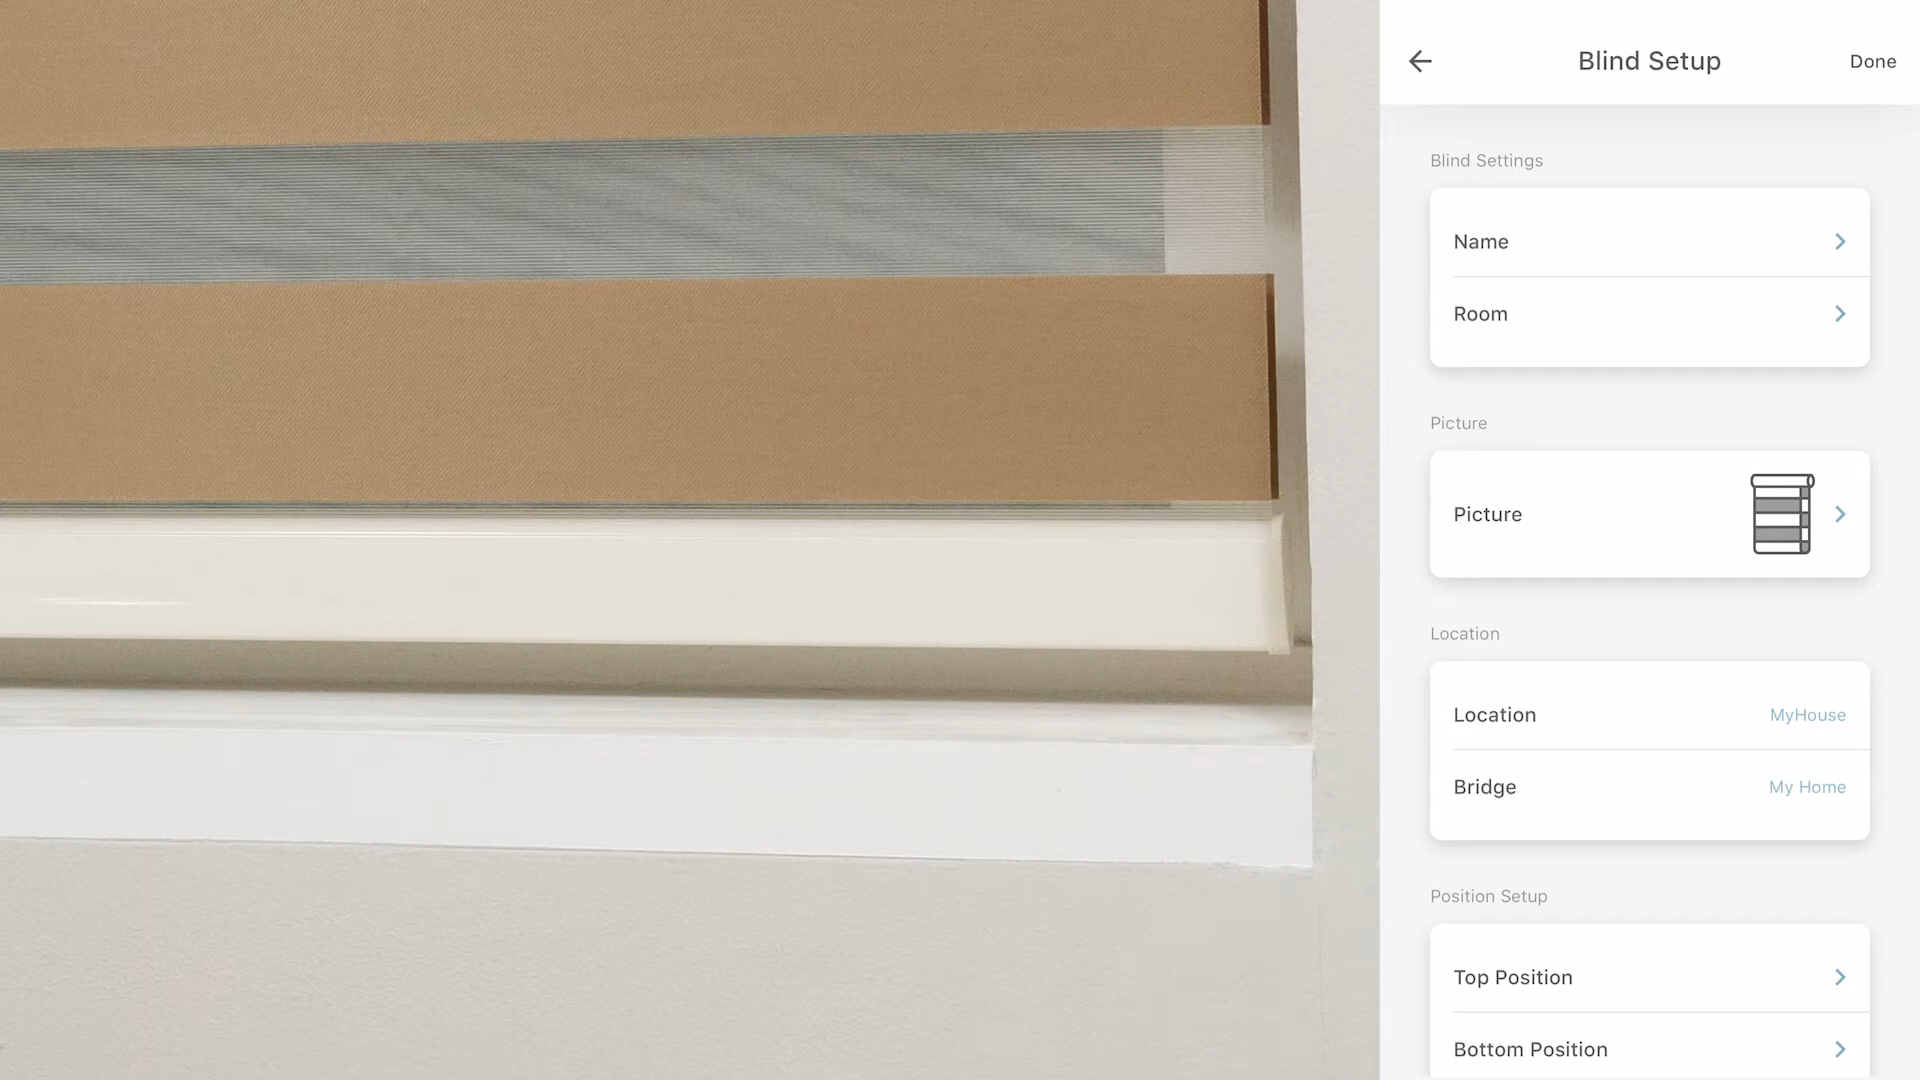 Blind Setup
Done
Blind Settings
Name
Room
Picture
Picture
Location
Location
MyHouse
Bridge
My Home
Position Setup
Top Position
Bottom Position